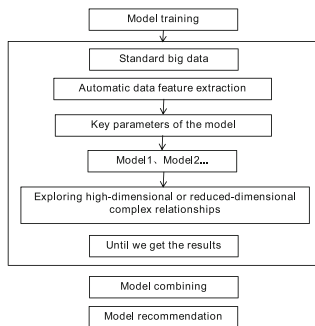 Model training
Standard big data
Automatic data feature extraction
Key parameters of the model
Model1、Model2...
Exploring high-dimensional or reduced-dimensional
complex relationships
Until we get the results
Model combining
Model recommendation